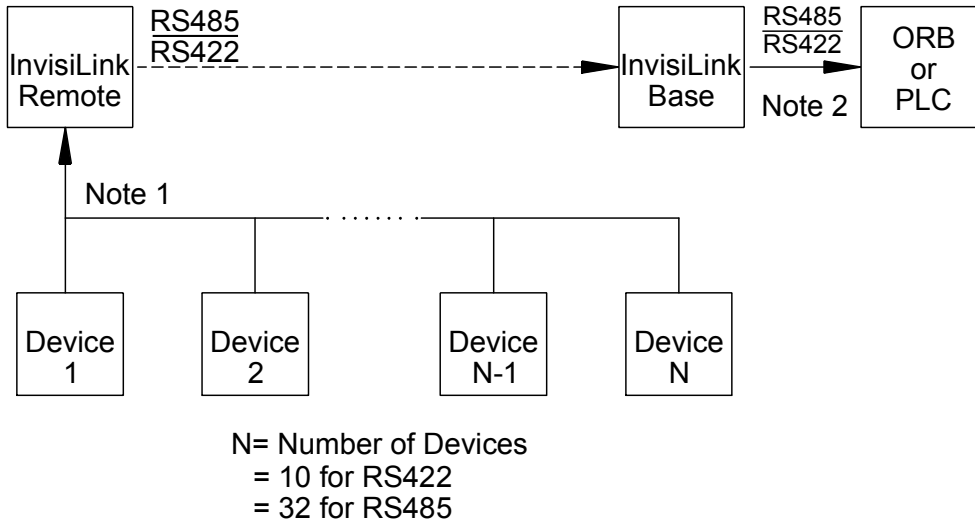 InvisiLink
Remote
RS485
RS422
InvisiLink
Base
RS485
RS422
Note 2
ORB
or
PLC
Note 1
Device
1
Device
2
Device
N-1
Device
N
N= Number of Devices
= 10 for RS422
= 32 for RS485